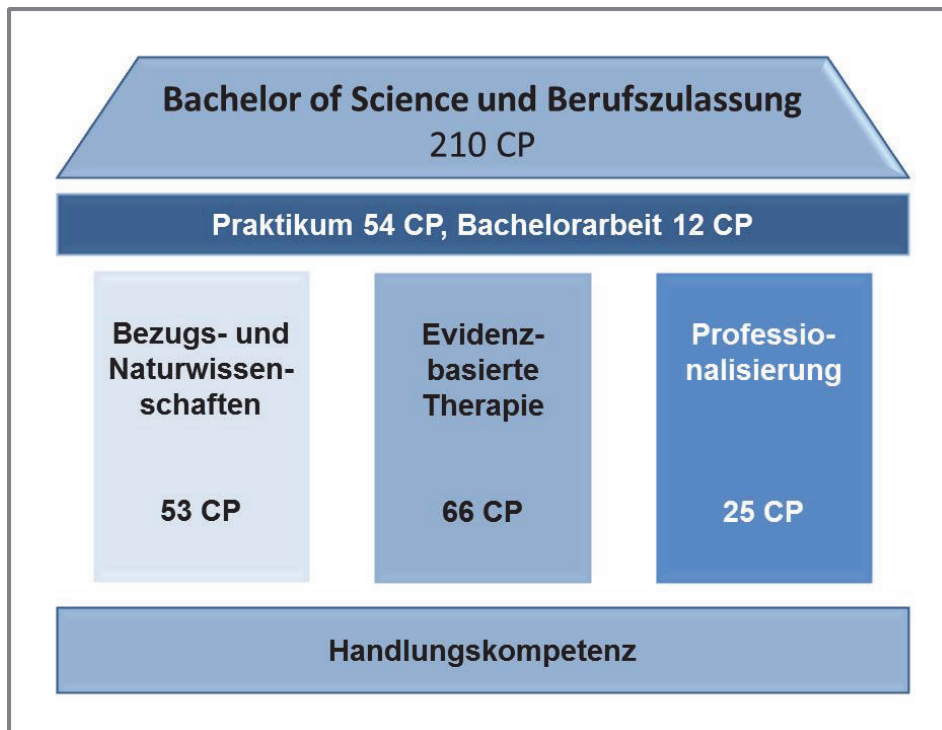 Bachelor of Science und Berufszulassung
210 CP
Praktikum 54 CP, Bachelorarbeit 12 CP
Bezugs- und
Naturwissen-
schaften
53 CP
Evidenz-
basierte
Therapie
66 CP
Professio-
nalisierung
25 CP
Handlungskompetenz